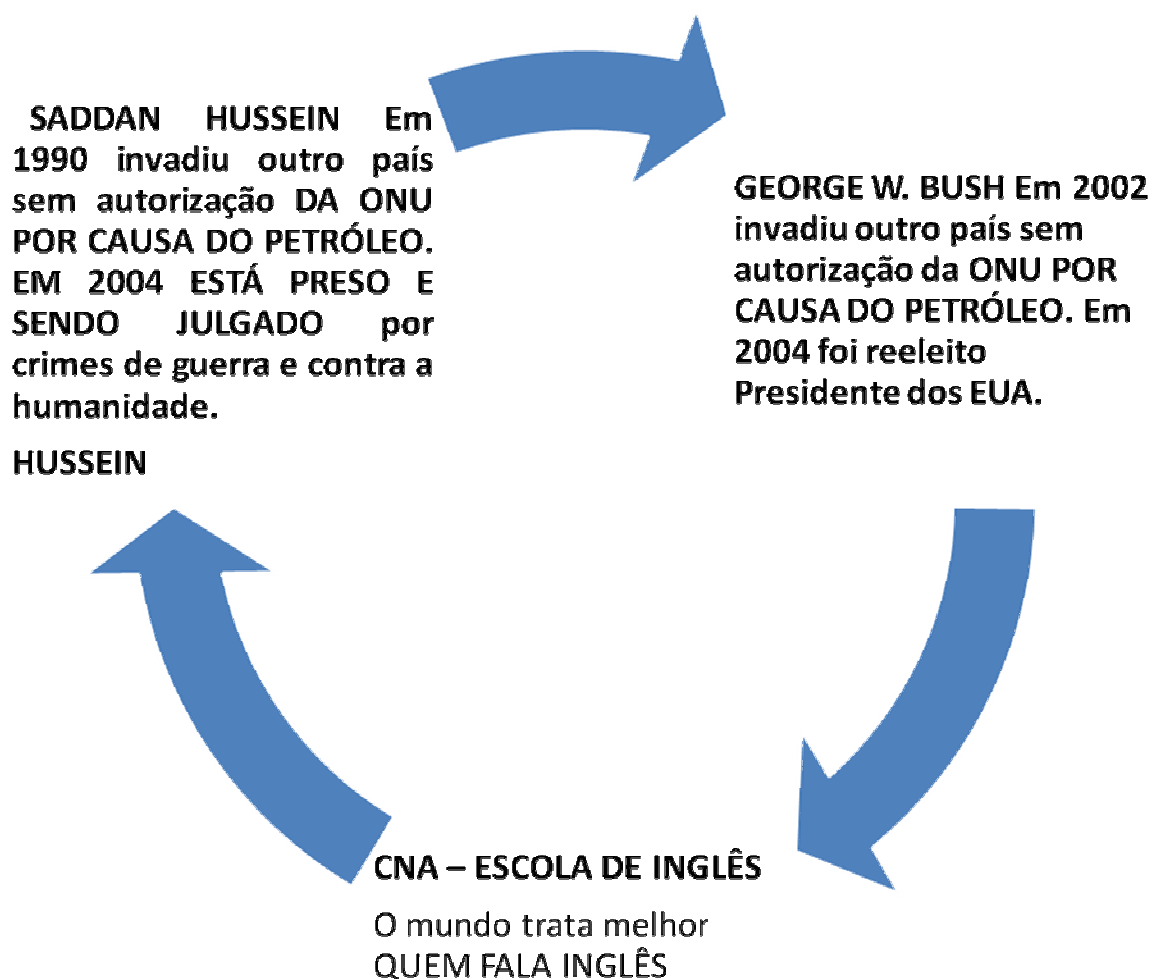 SADDAN HUSSEIN Em
1990 invadiu outro país
sem autorização DA ONU
POR CAUSA DO PETRÓLEO.
EM 2004 ESTÁ PRESO E
SENDO JULGADO por
crimes de guerra e contra a
humanidade.
HUSSEIN
GEORGE W. BUSH Em 2002
invadiu outro país sem
autorização da ONU POR
CAUSA DO PETRÓLEO. Em
2004 foi reeleito
Presidente dos EUA.
CNA – ESCOLA DE INGLÊS
O mundo trata melhor
QUEM FALA INGLÊS